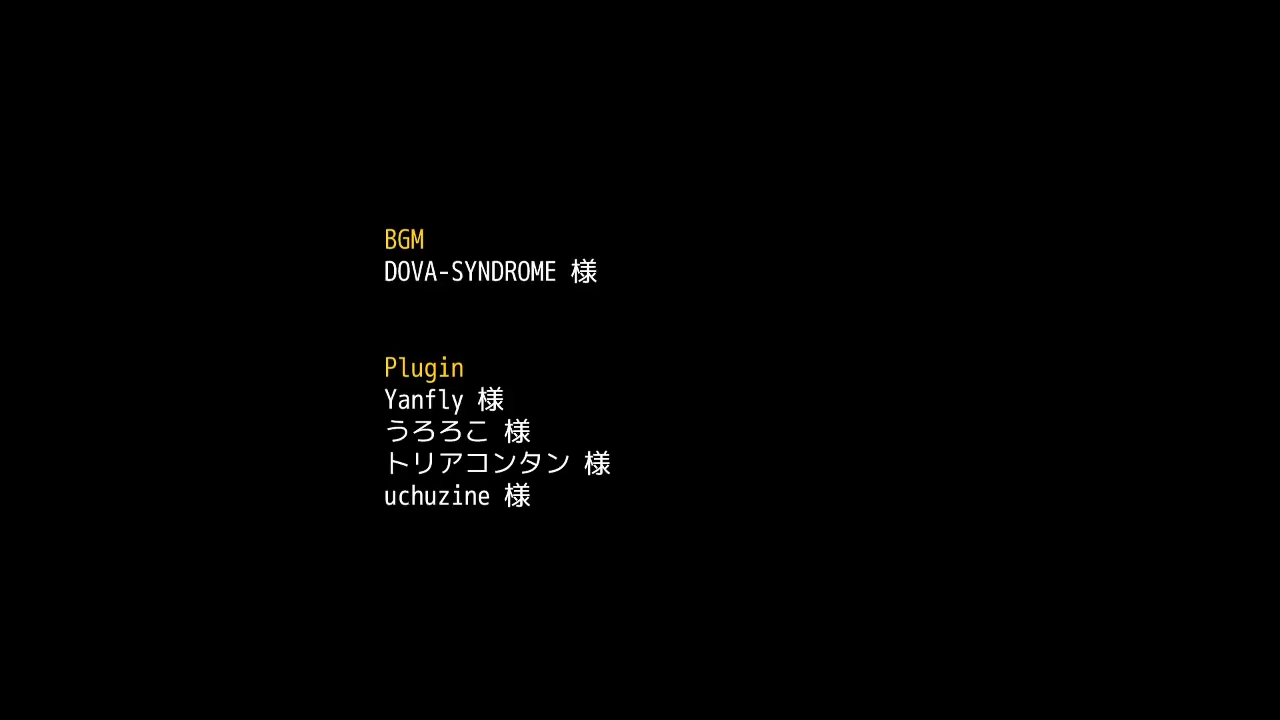 BGM
DOVA-SYNDROME 様
Plugin
Yanfly 様
うろろこ 様
トリアコンタン 様
uchuzine 様